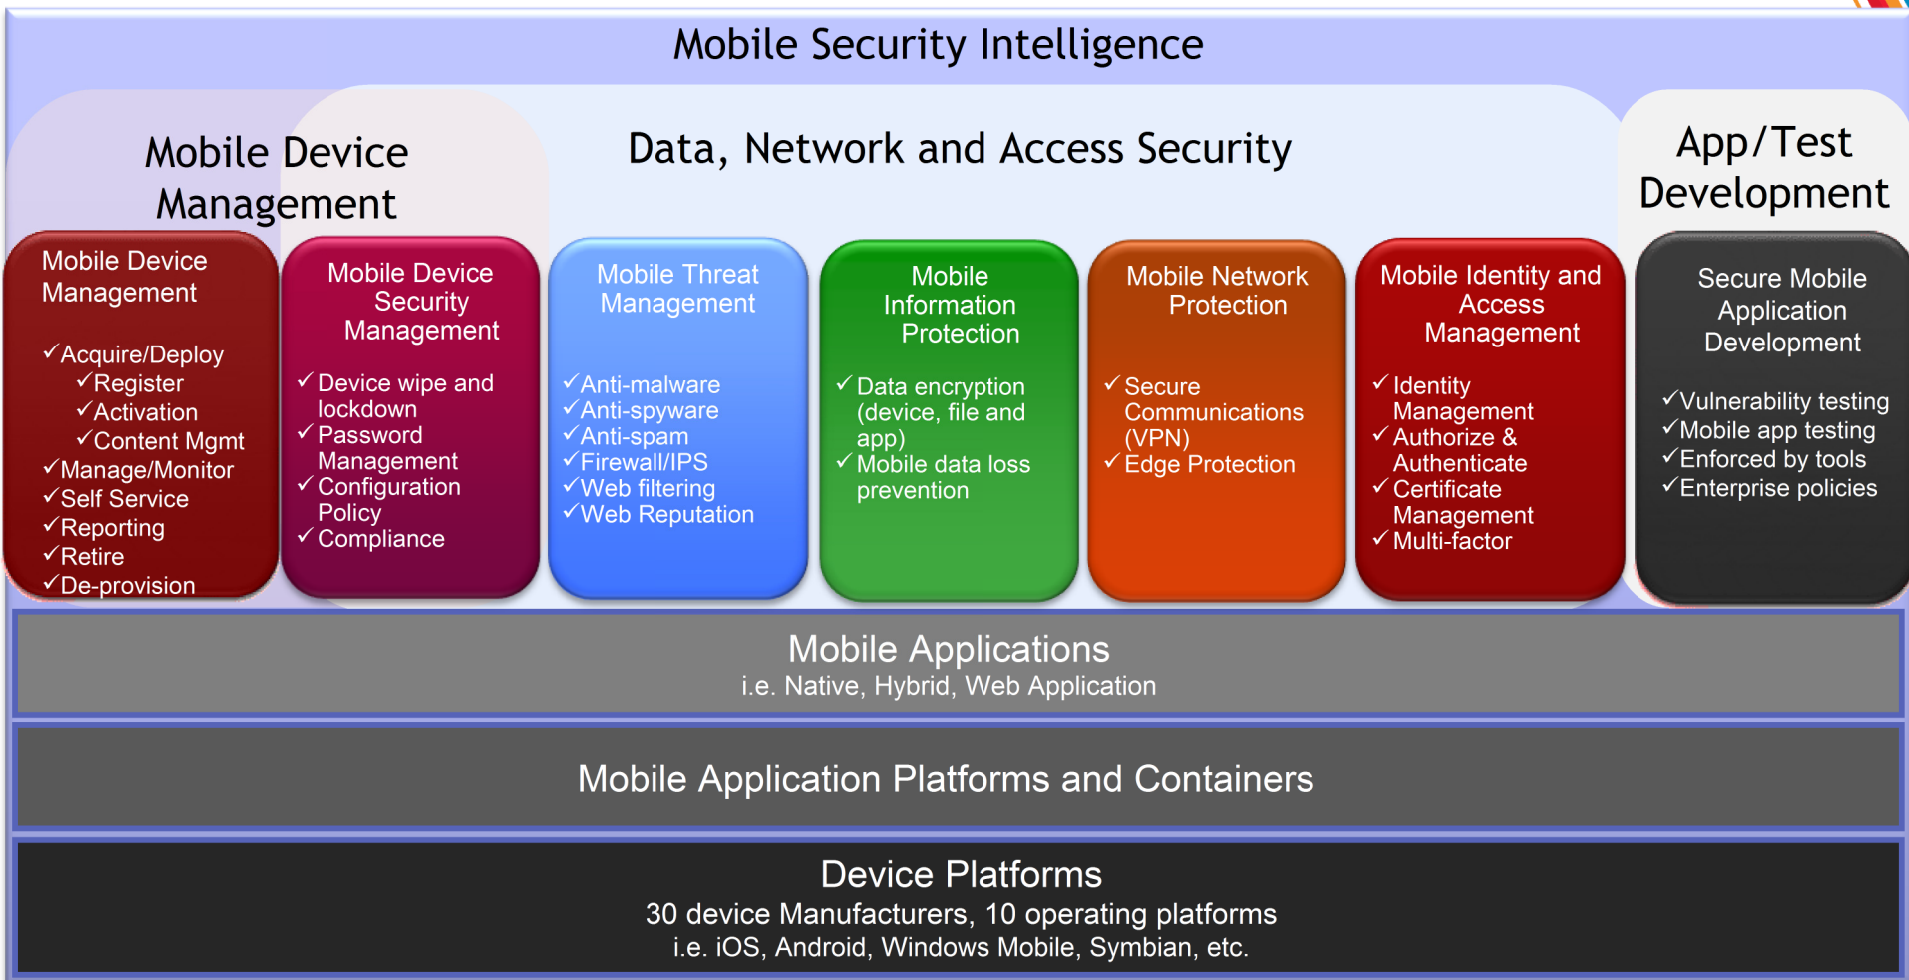 Mobile Security Intelligence
Mobile Device
Management
Data, Network and Access Security
App/Test
Development
Mobile Device
Management
✓Acquire/Deploy
✓Register
✓Activation
✓Content Mgmt
✓Manage/Monitor
✓Self Service
✓Reporting
✓Retire
✓De-provision
Mobile Device
Security
Management
✓Device wipe and
lockdown
✓Password
Management
✓Configuration
Policy
✓Compliance
Mobile Threat
Management
✓Anti-malware
✓Anti-spyware
✓Anti-spam
✓Firewall/IPS
✓Web filtering
✓Web Reputation
Mobile
Information
Protection
✓Data encryption
(device, file and
app)
✓Mobile data loss
prevention
Mobile Network
Protection
✓Secure
Communications
(VPN)
✓Edge Protection
Mobile Identity and
Access
Management
✓Identity
Management
✓Authorize &
Authenticate
✓Certificate
Management
✓Multi-factor
Secure Mobile
Application
Development
✓Vulnerability testing
✓Mobile app testing
✓Enforced by tools
✓Enterprise policies
Mobile Applications
i.e. Native, Hybrid, Web Application
Mobile Application Platforms and Containers
Device Platforms
30 device Manufacturers, 10 operating platforms
i.e. iOS, Android, Windows Mobile, Symbian, etc.